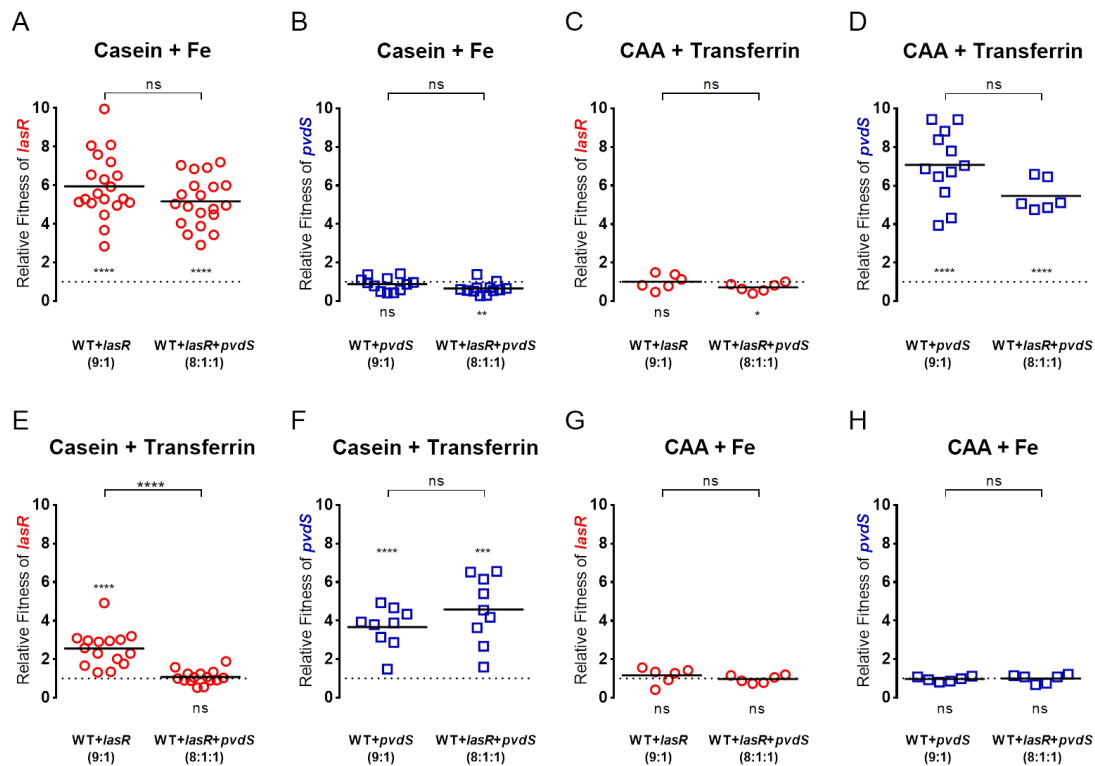 A
Casein + Fe
ns
Relative Fitness of lasR
10
8
6
4
2
0
****
****
WT+lasR
(9:1)
WT+lasR+pvdS
(8:1:1)
B
Casein + Fe
ns
Relative Fitness of pvdS
10
8
6
4
2
0
ns
**
WT+pvdS
(9:1)
WT+lasR+pvdS
(8:1:1)
C
CAA + Transferrin
ns
Relative Fitness of lasR
10
8
6
4
2
0
ns
*
WT+lasR
(9:1)
WT+lasR+pvdS
(8:1:1)
D
CAA + Transferrin
ns
Relative Fitness of pvdS
10
8
6
4
2
0
****
****
WT+pvdS
(9:1)
WT+lasR+pvdS
(8:1:1)
E
Casein + Transferrin
****
Relative Fitness of lasR
10
8
6
4
2
0
****
ns
WT+lasR
(9:1)
WT+lasR+pvdS
(8:1:1)
F
Casein + Transferrin
ns
Relative Fitness of pvdS
10
8
6
4
2
0
****
***
WT+pvdS
(9:1)
WT+lasR+pvdS
(8:1:1)
G
CAA + Fe
ns
Relative Fitness of lasR
10
8
6
4
2
0
ns
ns
WT+lasR
(9:1)
WT+lasR+pvdS
(8:1:1)
H
CAA + Fe
ns
Relative Fitness of pvdS
10
8
6
4
2
0
ns
ns
WT+pvdS
(9:1)
WT+lasR+pvdS
(8:1:1)